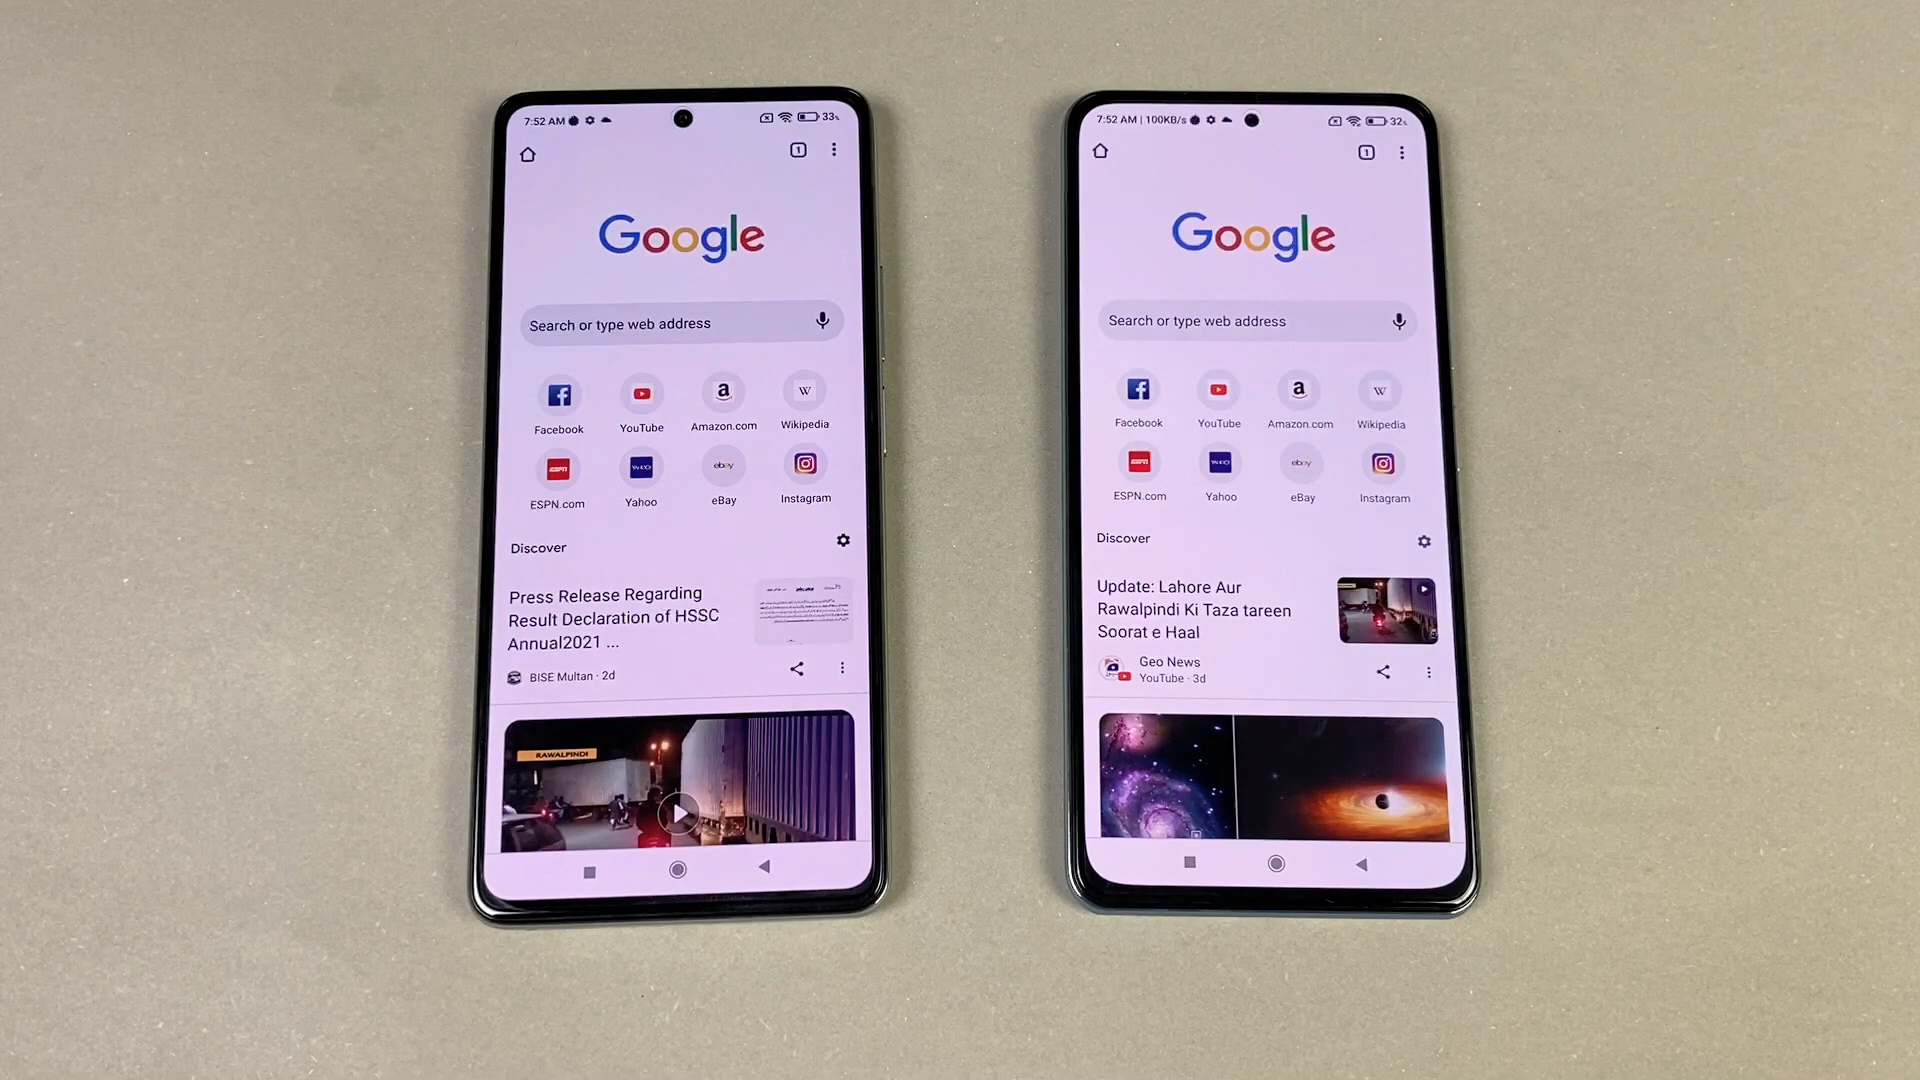 7:52 AM
33%
1
Google
Search or type web address
Facebook
YouTube
Amazon.com
Wikipedia
ESPN.com
Yahoo
eBay
Instagram
Discover
Press Release Regarding
Result Declaration of HSSC
Annual2021 ...
BISE Multan · 2d
RAWALPINDI
7:52 AM | 100KB/s
32%
1
Google
Search or type web address
Facebook
YouTube
Amazon.com
Wikipedia
ESPN.com
Yahoo
eBay
Instagram
Discover
Update: Lahore Aur
Rawalpindi Ki Taza tareen
Soorat e Haal
Geo News
YouTube · 3d